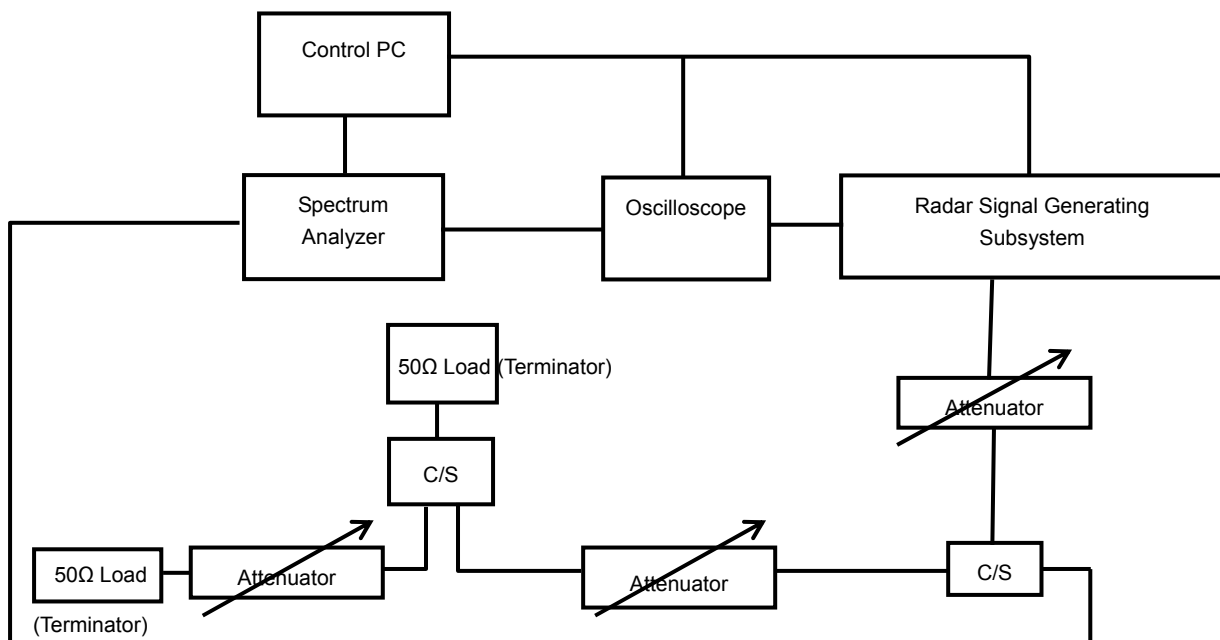 Control PC
Spectrum
Analyzer
Oscilloscope
Radar Signal Generating
Subsystem
50Ω Load (Terminator)
Attenuator
C/S
50Ω Load
(Terminator)
Attenuator
Attenuator
C/S